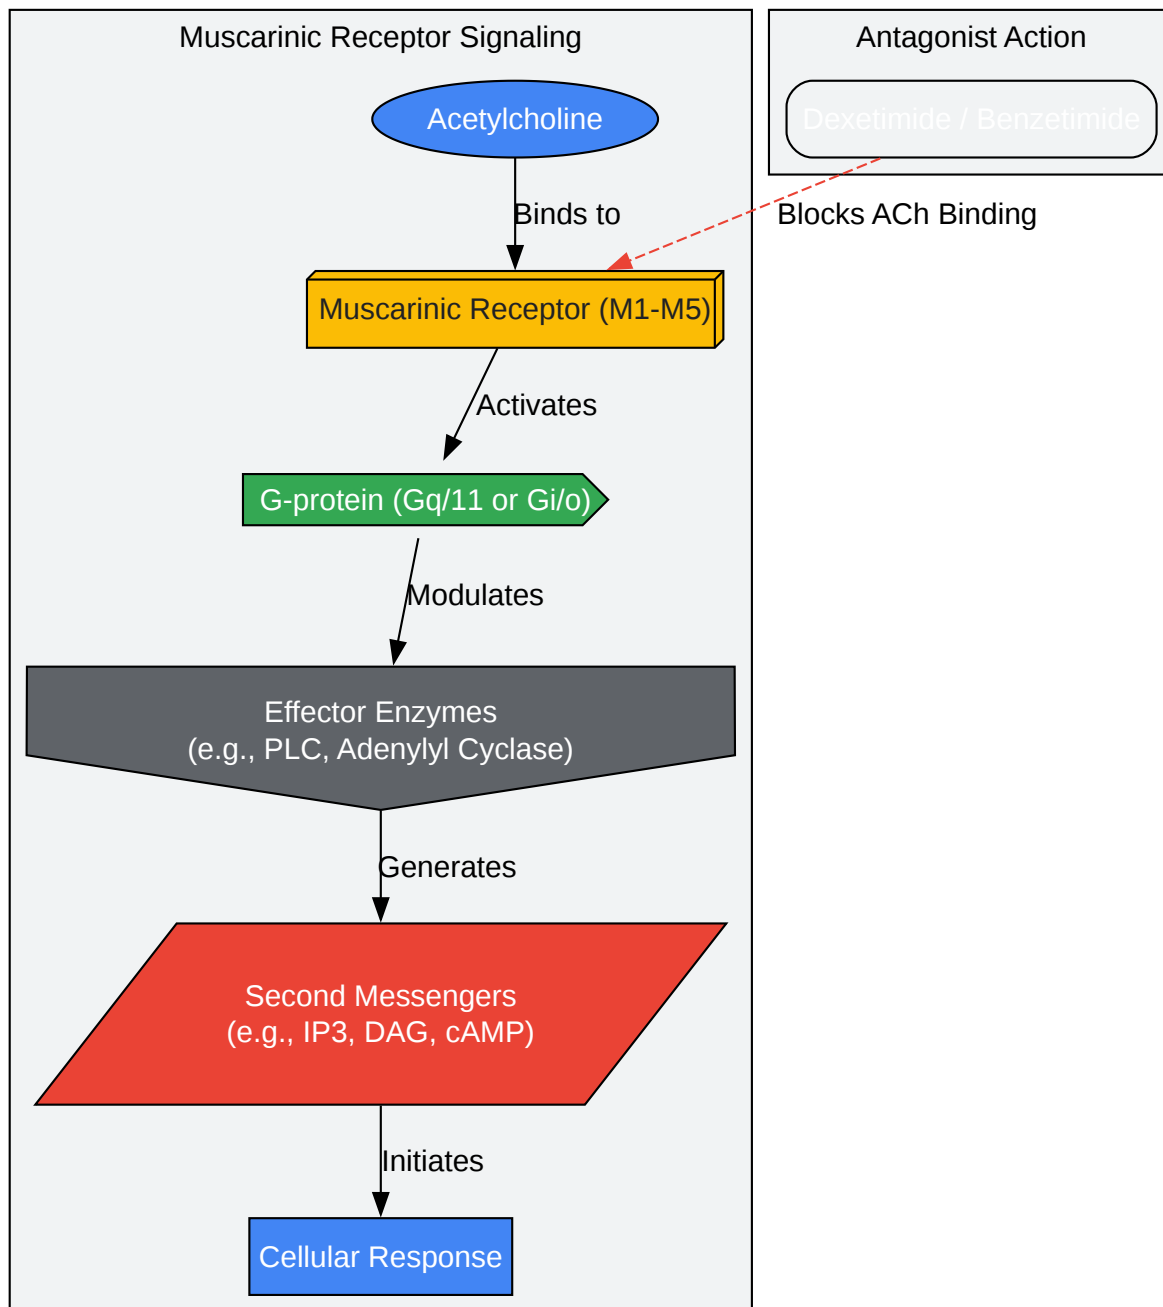 Muscarinic Receptor Signaling
Antagonist Action
Acetylcholine
Dexetimide / Benzetimide
Binds to
Blocks ACh Binding
Muscarinic Receptor (M1-M5)
Activates
G-protein (Gq/11 or Gi/o)
Modulates
Effector Enzymes
(e.g., PLC, Adenylyl Cyclase)
Generates
Second Messengers
(e.g., IP3, DAG, cAMP)
Initiates
Cellular Response